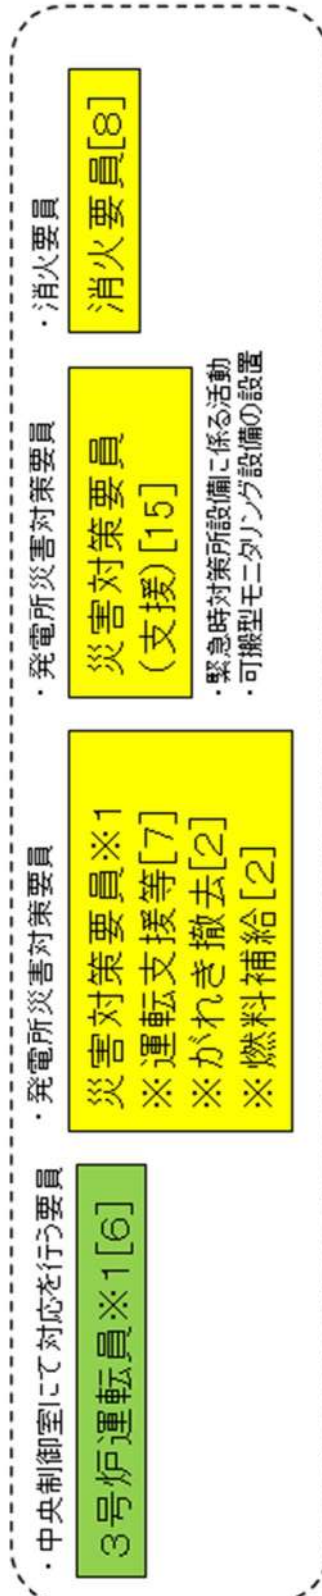 ・中央制御室にて対応を行う要員
3号炉運転員※1[6]
・発電所災害対策要員
災害対策要員※1
※運転支援等[7]
※がれき撤去[2]
※燃料補給[2]
・発電所災害対策要員
災害対策要員
(支援)[15]
・緊急時対策所設備に係る活動
・可搬型モニタリング設備の設置
・消火要員
消火要員[8]